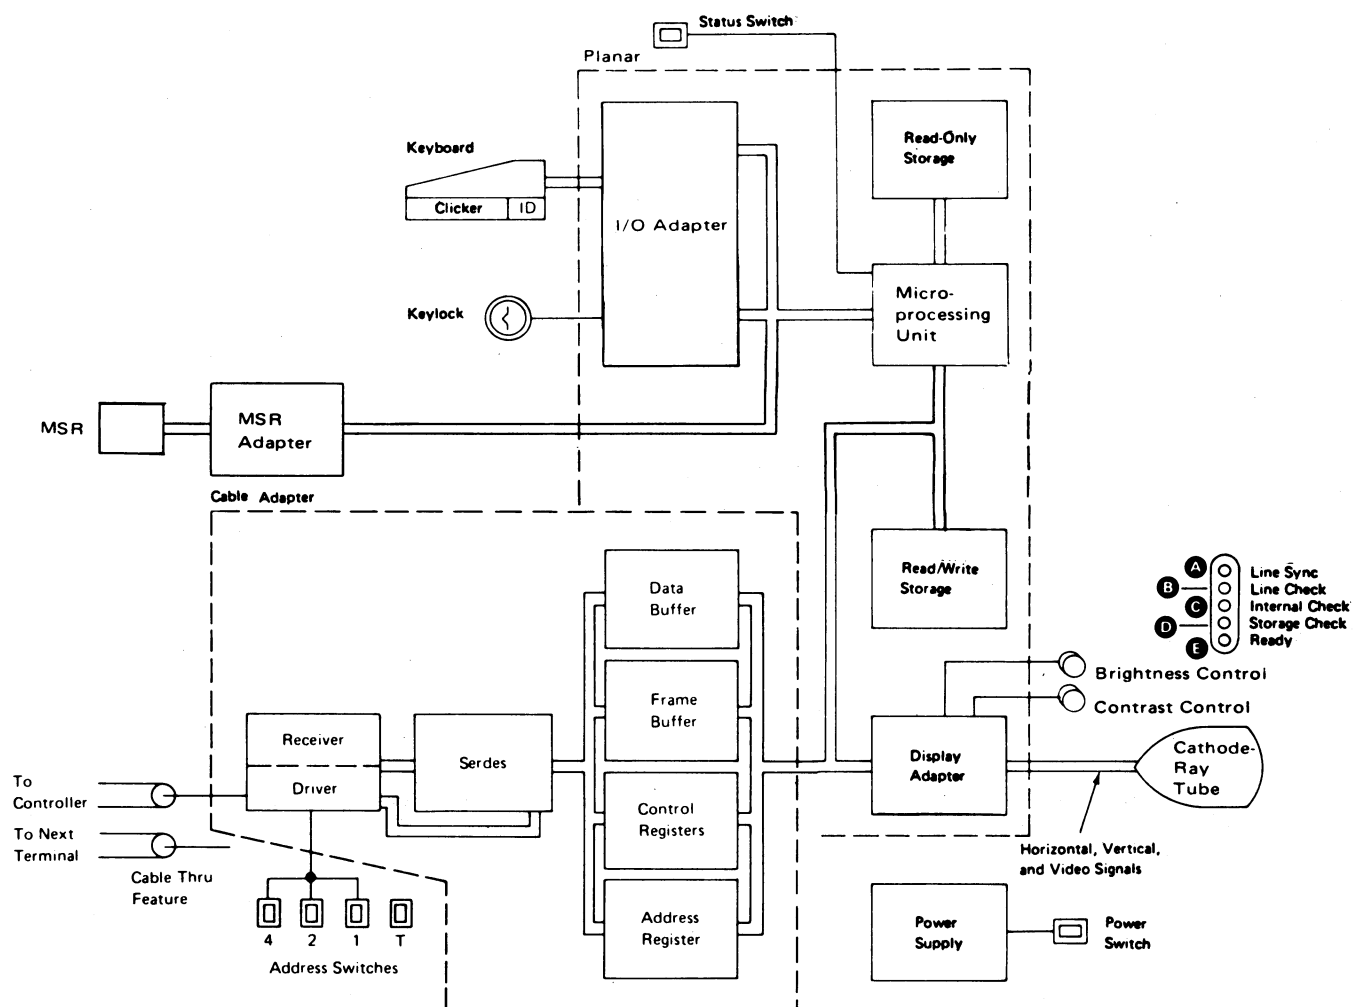 Status Switch
Planar
Read-Only
Storage
Keyboard
Clicker
ID
I/O Adapter
Micro-
processing
Unit
Keylock
MSR
MSR
Adapter
Cable Adapter
Read/Write
Storage
A
B
C
D
E
Line Sync
Line Check
Internal Check
Storage Check
Ready
Data
Buffer
Frame
Buffer
Brightness Control
Contrast Control
Receiver
Driver
Serdes
Display
Adapter
Cathode-
Ray
Tube
To
Controller
To Next
Terminal
Control
Registers
Horizontal, Vertical,
and Video Signals
Cable Thru
Feature
4
2
1
T
Address Switches
Address
Register
Power
Supply
Power
Switch